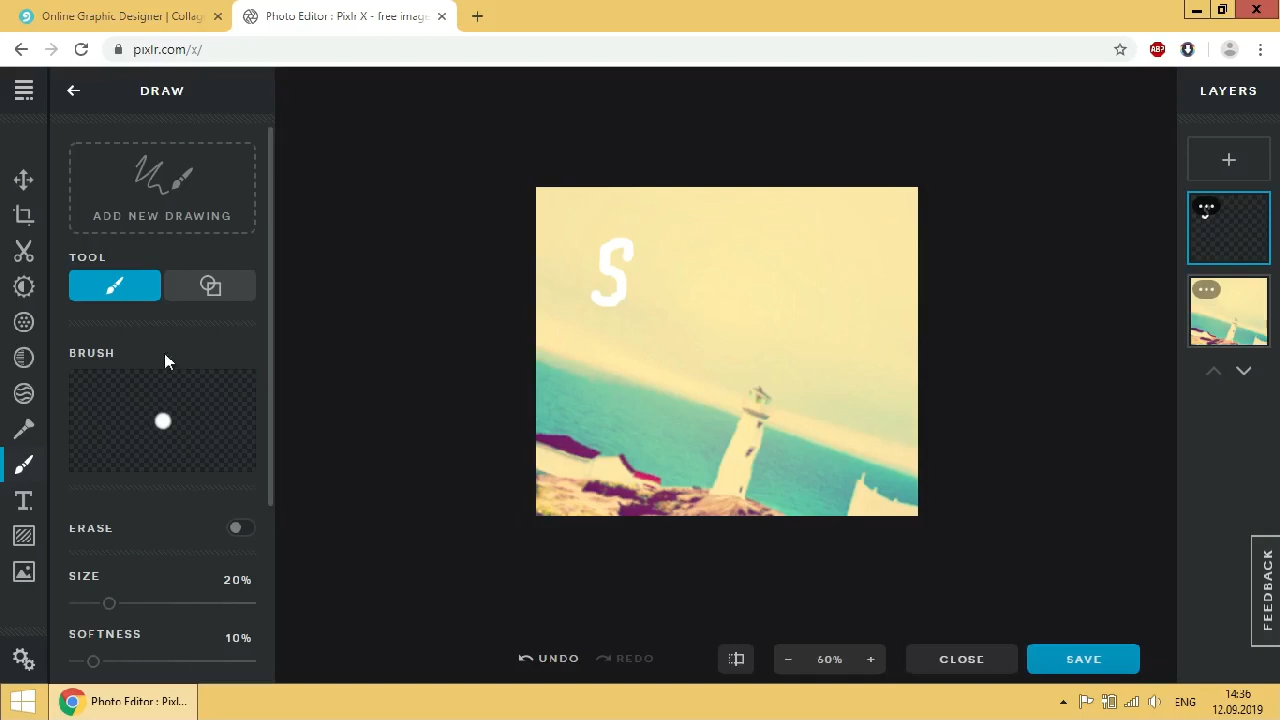 Online Graphic Designer | Collag
Photo Editor : Pixlr X - free image
pixlr.com/x/
ABP
DRAW
LAYERS
ADD NEW DRAWING
TOOL
S
BRUSH
ERASE
SIZE
20%
SOFTNESS
10%
FEEDBACK
UNDO
REDO
60%
CLOSE
SAVE
Photo Editor : Pixl...
ENG
14:36
12.09.2019